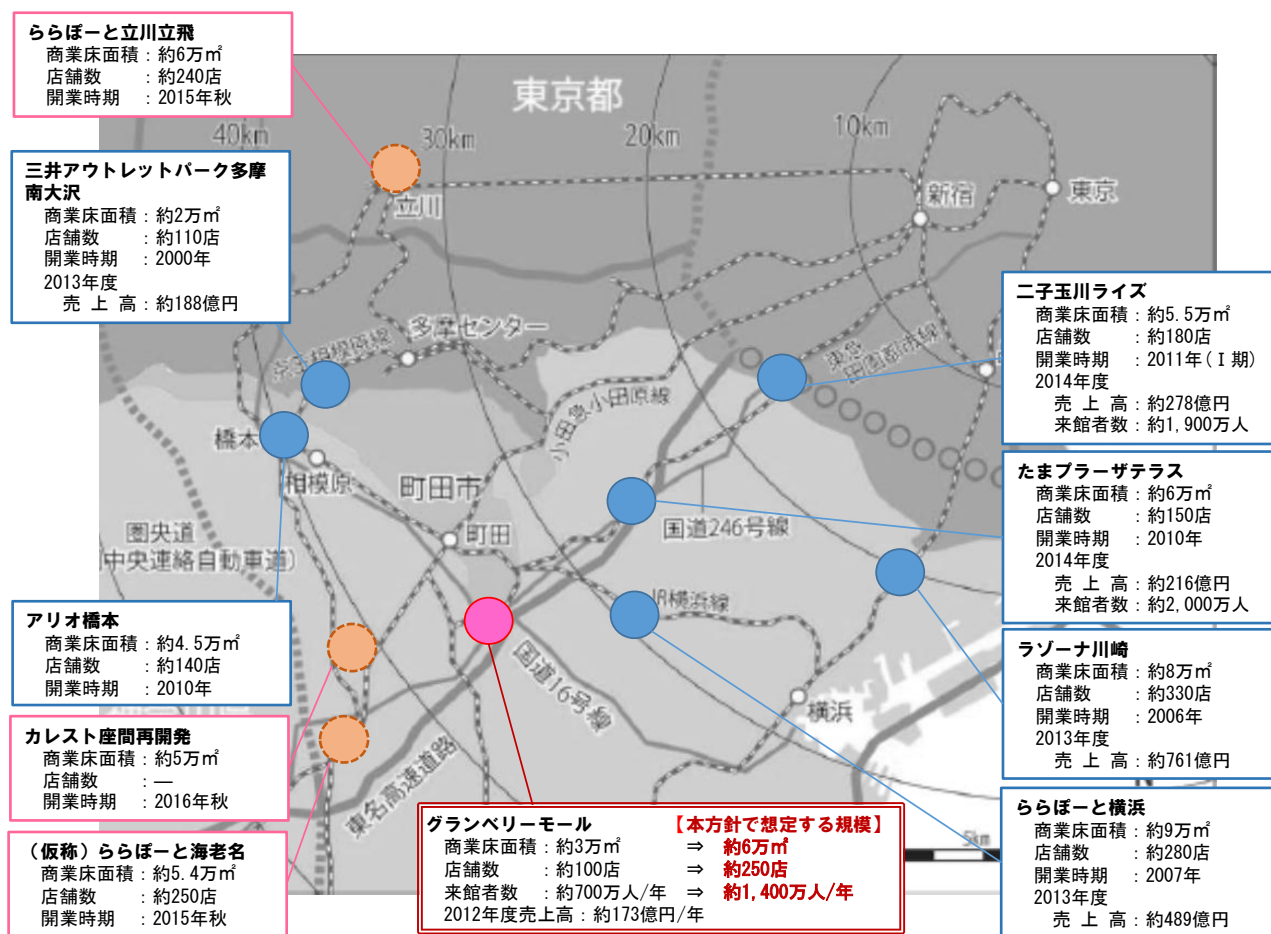 ららぽーと立川立飛
商業床面積：約6万㎡
店舗数　　：約240店
開業時期　：2015年秋
三井アウトレットパーク多摩
南大沢
商業床面積：約2万㎡
店舗数　　：約110店
開業時期　：2000年
2013年度
売 上 高：約188億円
アリオ橋本
商業床面積：約4.5万㎡
店舗数　　：約140店
開業時期　：2010年
カレスト座間再開発
商業床面積：約5万㎡
店舗数　　：―
開業時期　：2016年秋
（仮称）ららぽーと海老名
商業床面積：約5.4万㎡
店舗数　　：約250店
開業時期　：2015年秋
東京都
40km
30km
20km
10km
立川
新宿
東京
多摩センター
京王相模原線
東急
田園都市線
小田急小田原線
橋本
相模原
町田市
町田
国道246号線
圏央道
(中央連絡自動車道)
JR横浜線
国道16号線
横浜
東名高速道路
5km
グランベリーモール　【本方針で想定する規模】
商業床面積：約3万㎡　⇒　約6万㎡
店舗数　　：約100店　⇒　約250店
来館者数　：約700万人/年　⇒　約1,400万人/年
2012年度売上高：約173億円/年
二子玉川ライズ
商業床面積：約5.5万㎡
店舗数　　：約180店
開業時期　：2011年(Ⅰ期)
2014年度
売 上 高：約278億円
来館者数：約1,900万人
たまプラーザテラス
商業床面積：約6万㎡
店舗数　　：約150店
開業時期　：2010年
2014年度
売 上 高：約216億円
来館者数：約2,000万人
ラゾーナ川崎
商業床面積：約8万㎡
店舗数　　：約330店
開業時期　：2006年
2013年度
売 上 高：約761億円
ららぽーと横浜
商業床面積：約9万㎡
店舗数　　：約280店
開業時期　：2007年
2013年度
売 上 高：約489億円